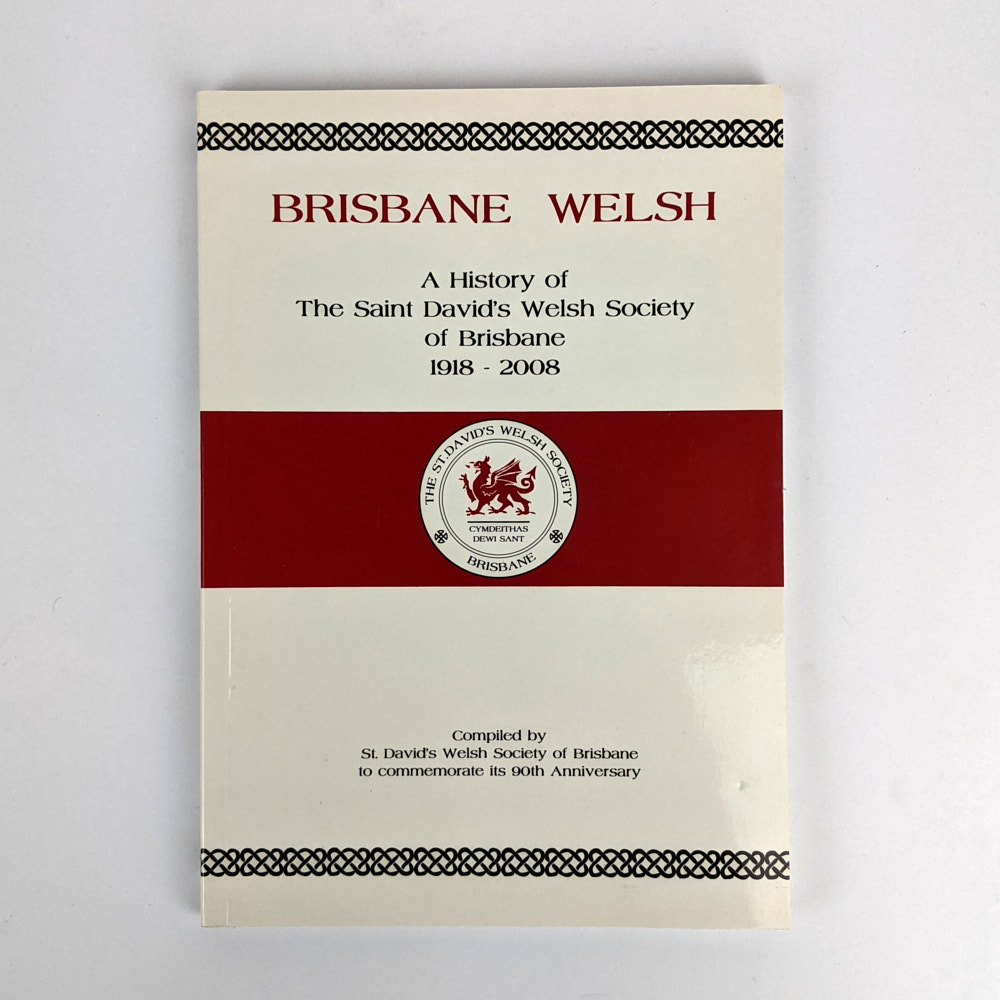 BRISBANE WELSH
A History of
The Saint David's Welsh Society
of Brisbane
1918 - 2008
THE ST. DAVID'S WELSH SOCIETY
CYMDEITHAS
DEWI SANT
BRISBANE
Compiled by
St. David's Welsh Society of Brisbane
to commemorate its 90th Anniversary